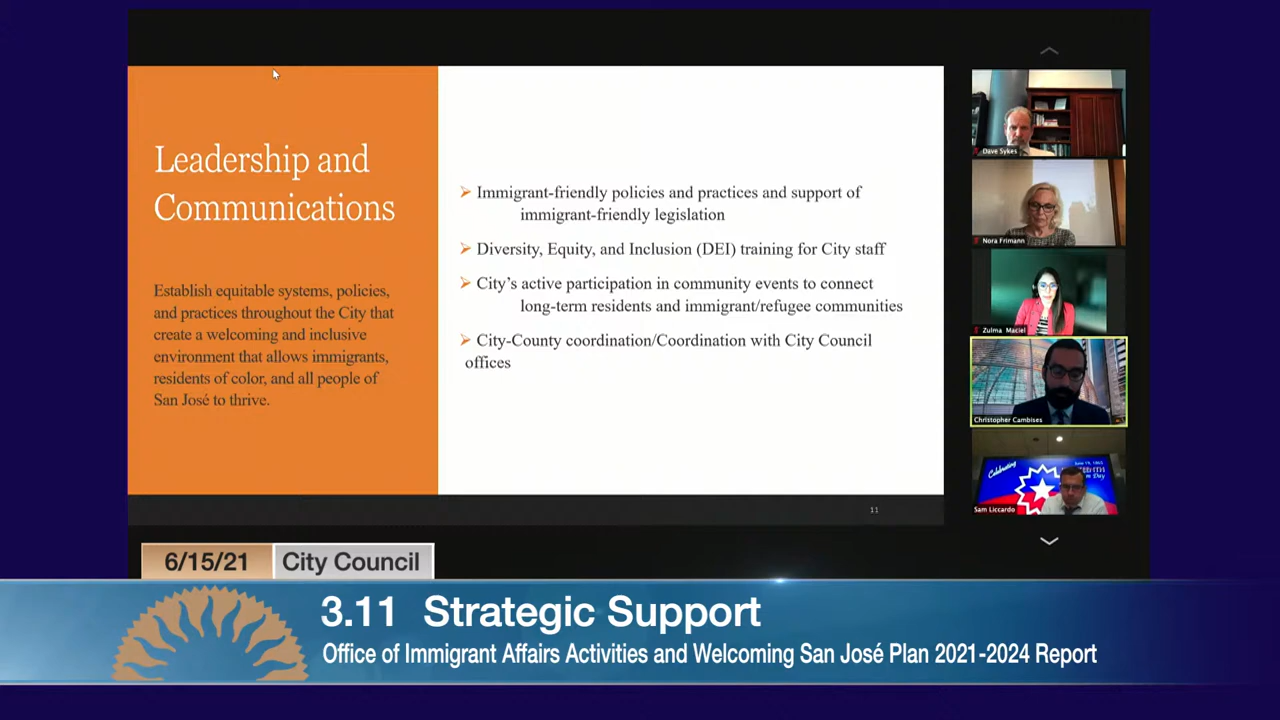 Leadership and
Communications
Establish equitable systems, policies,
and practices throughout the City that
create a welcoming and inclusive
environment that allows immigrants,
residents of color, and all people of
San José to thrive.
Immigrant-friendly policies and practices and support of
immigrant-friendly legislation
Diversity, Equity, and Inclusion (DEI) training for City staff
City's active participation in community events to connect
long-term residents and immigrant/refugee communities
City-County coordination/Coordination with City Council
offices
11
Dave Sykes
Nora Frimann
Zulma Maciel
Christopher Cambises
Celebrating
June 19, 1865
Sam Liccardo
6/15/21
City Council
3.11 Strategic Support
Office of Immigrant Affairs Activities and Welcoming San José Plan 2021-2024 Report